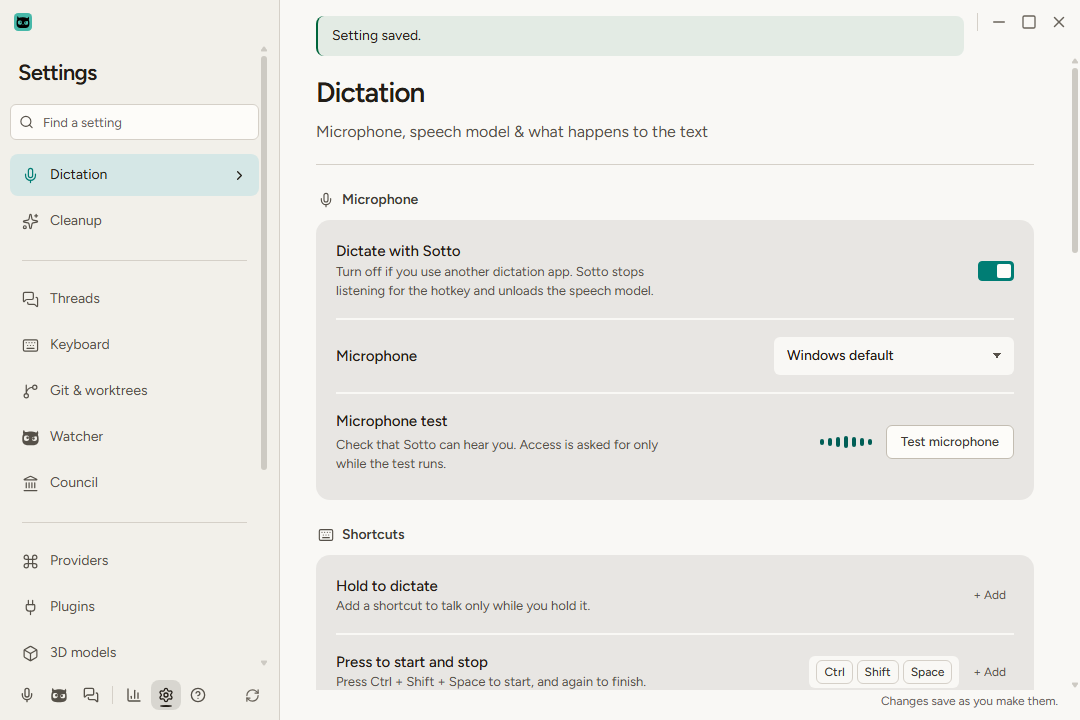 Setting saved.
Settings
Find a setting
Dictation
Cleanup
Threads
Keyboard
Git & worktrees
Watcher
Council
Providers
Plugins
3D models
Dictation
Microphone, speech model & what happens to the text
Microphone
Dictate with Sotto
Turn off if you use another dictation app. Sotto stops
listening for the hotkey and unloads the speech model.
Microphone
Windows default
Microphone test
Check that Sotto can hear you. Access is asked for only
while the test runs.
Test microphone
Shortcuts
Hold to dictate
Add a shortcut to talk only while you hold it.
+ Add
Press to start and stop
Press Ctrl + Shift + Space to start, and again to finish.
Ctrl Shift Space + Add
Changes save as you make them.